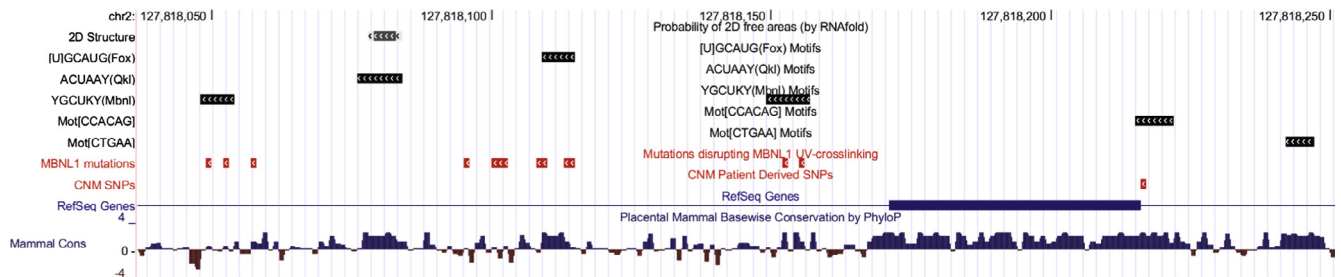 chr2: 127,818,050 127,818,100 127,818,150 127,818,200 127,818,250
Probability of 2D free areas (by RNAfold)
2D Structure
[U]GCAUG(Fox) Motifs
[U]GCAUG(Fox)
ACUAAY(QkI) Motifs
ACUAAY(QkI)
YGCUKY(Mbnl) Motifs
YGCUKY(Mbnl)
Mot[CCACAG] Motifs
Mot[CCACAG]
Mot[CTGAA] Motifs
Mot[CTGAA]
Mutations disrupting MBNL1 UV-crosslinking
MBNL1 mutations
CNM Patient Derived SNPs
CNM SNPs
RefSeq Genes
RefSeq Genes
Placental Mammal Basewise Conservation by PhyloP
4
Mammal Cons
0
-4